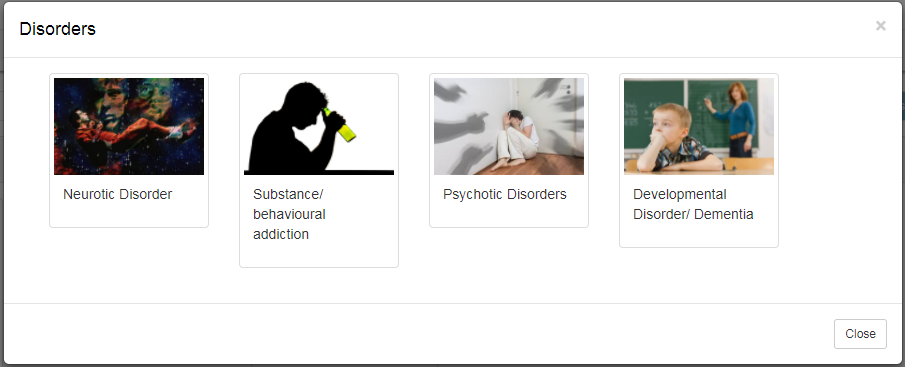 Disorders
×
Neurotic Disorder
Substance/
behavioural
addiction
Psychotic Disorders
Developmental
Disorder/ Dementia
Close